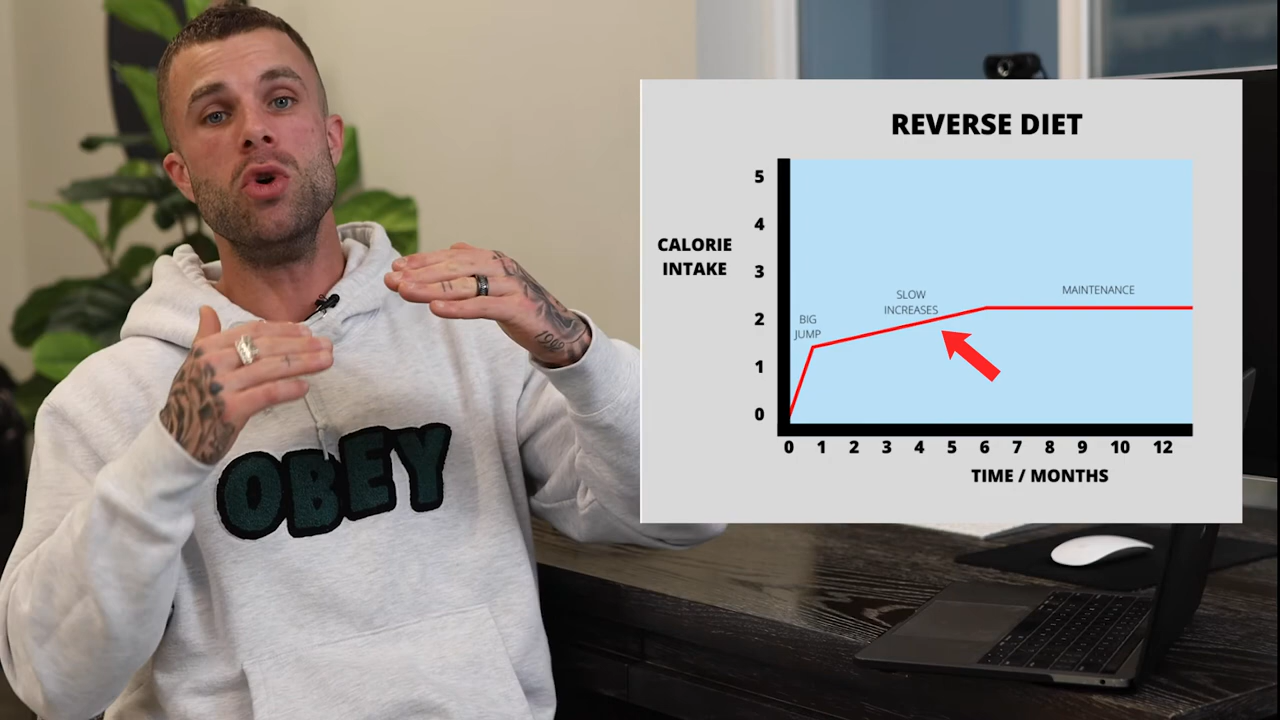 REVERSE DIET
5
4
3
2
1
0
CALORIE
INTAKE
BIG
JUMP
SLOW
INCREASES
MAINTENANCE
0 1 2 3 4 5 6 7 8 9 10 12
TIME / MONTHS
OBEY
1900